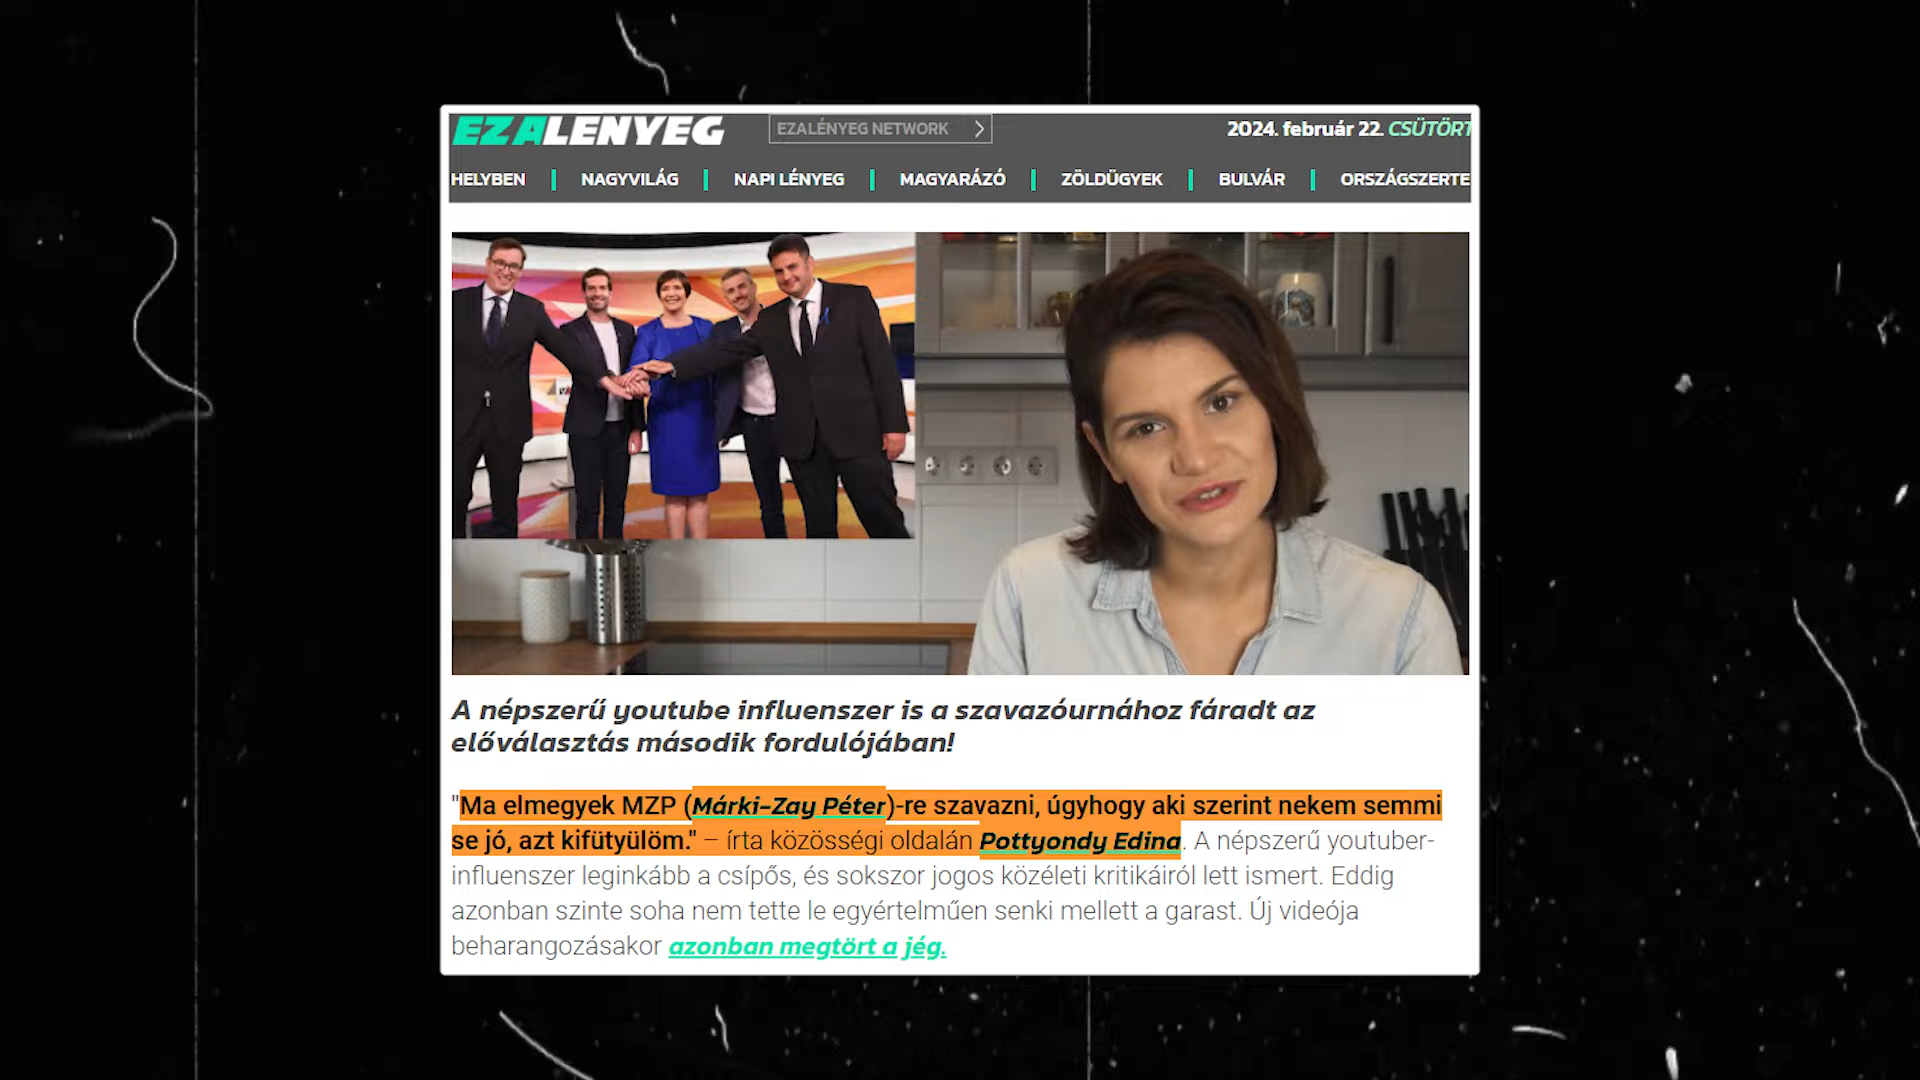 EZALENYEG
EZALÉNYEG NETWORK
2024. február 22. CSÜTÖRT
HELYBEN
NAGYVILÁG
NAPI LÉNYEG
MAGYARÁZÓ
ZÖLDÜGYEK
BULVÁR
ORSZÁGSZERTE
A népszerű youtube influenszer is a szavazóurnához fáradt az
előválasztás második fordulójában!
"Ma elmegyek MZP (Márki-Zay Péter)-re szavazni, úgyhogy aki szerint nekem semmi
se jó, azt kifütyülöm." – írta közösségi oldalán Pottyondy Edina. A népszerű youtuber-
influenszer leginkább a csípős, és sokszor jogos közéleti kritikáiról lett ismert. Eddig
azonban szinte soha nem tette le egyértelműen senki mellett a garast. Új videója
beharangozásakor azonban megtört a jég.